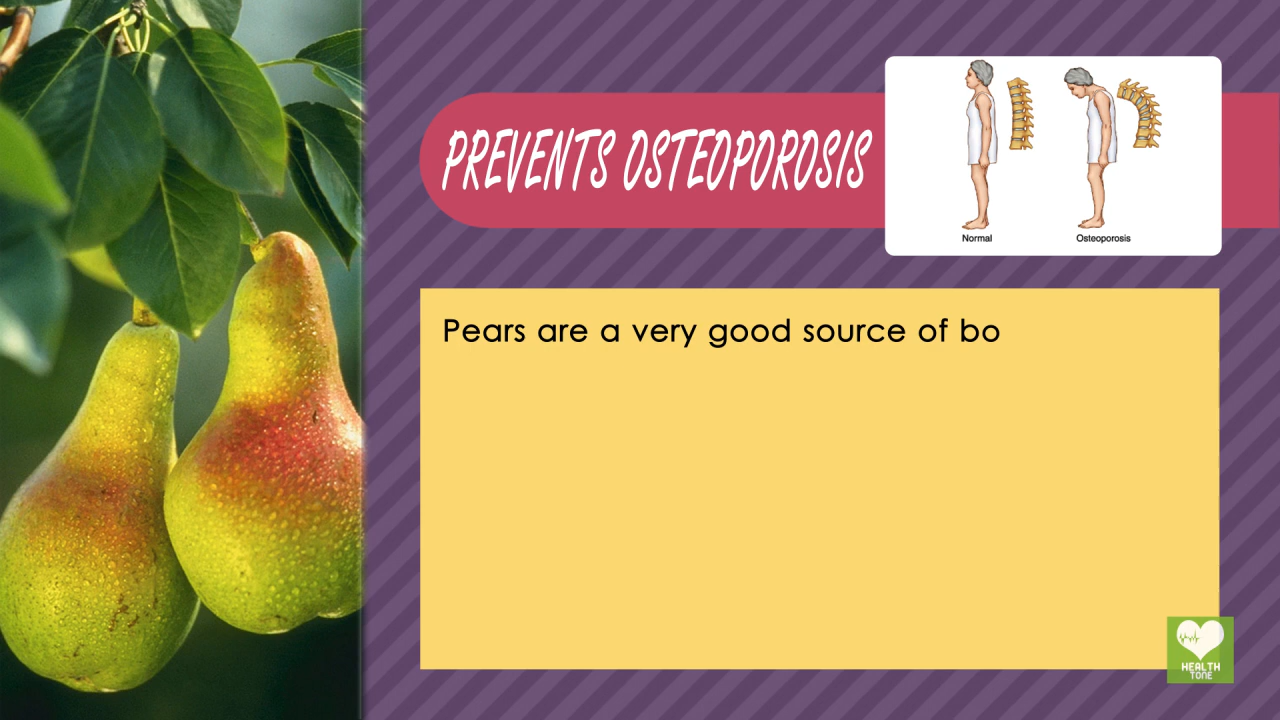 PREVENTS OSTEOPOROSIS
Normal
Osteoporosis
Pears are a very good source of bo
HEALTH
TONE